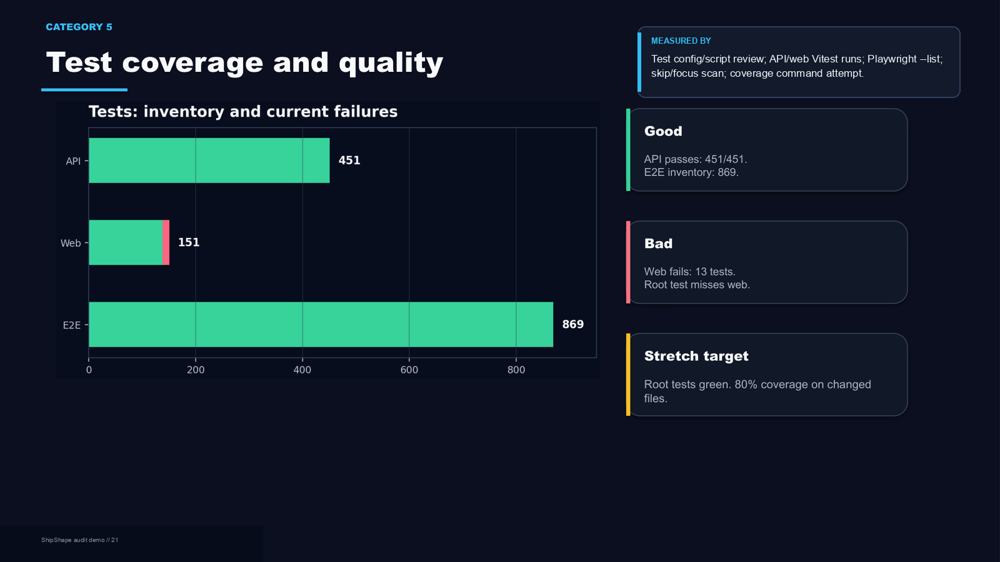 CATEGORY 5
Test coverage and quality
MEASURED BY
Test config/script review; API/web Vitest runs; Playwright --list;
skip/focus scan; coverage command attempt.
Tests: inventory and current failures
API
451
Web
151
E2E
869
0
200
400
600
800
Good
API passes: 451/451.
E2E inventory: 869.
Bad
Web fails: 13 tests.
Root test misses web.
Stretch target
Root tests green. 80% coverage on changed
files.
ShipShape audit demo // 21